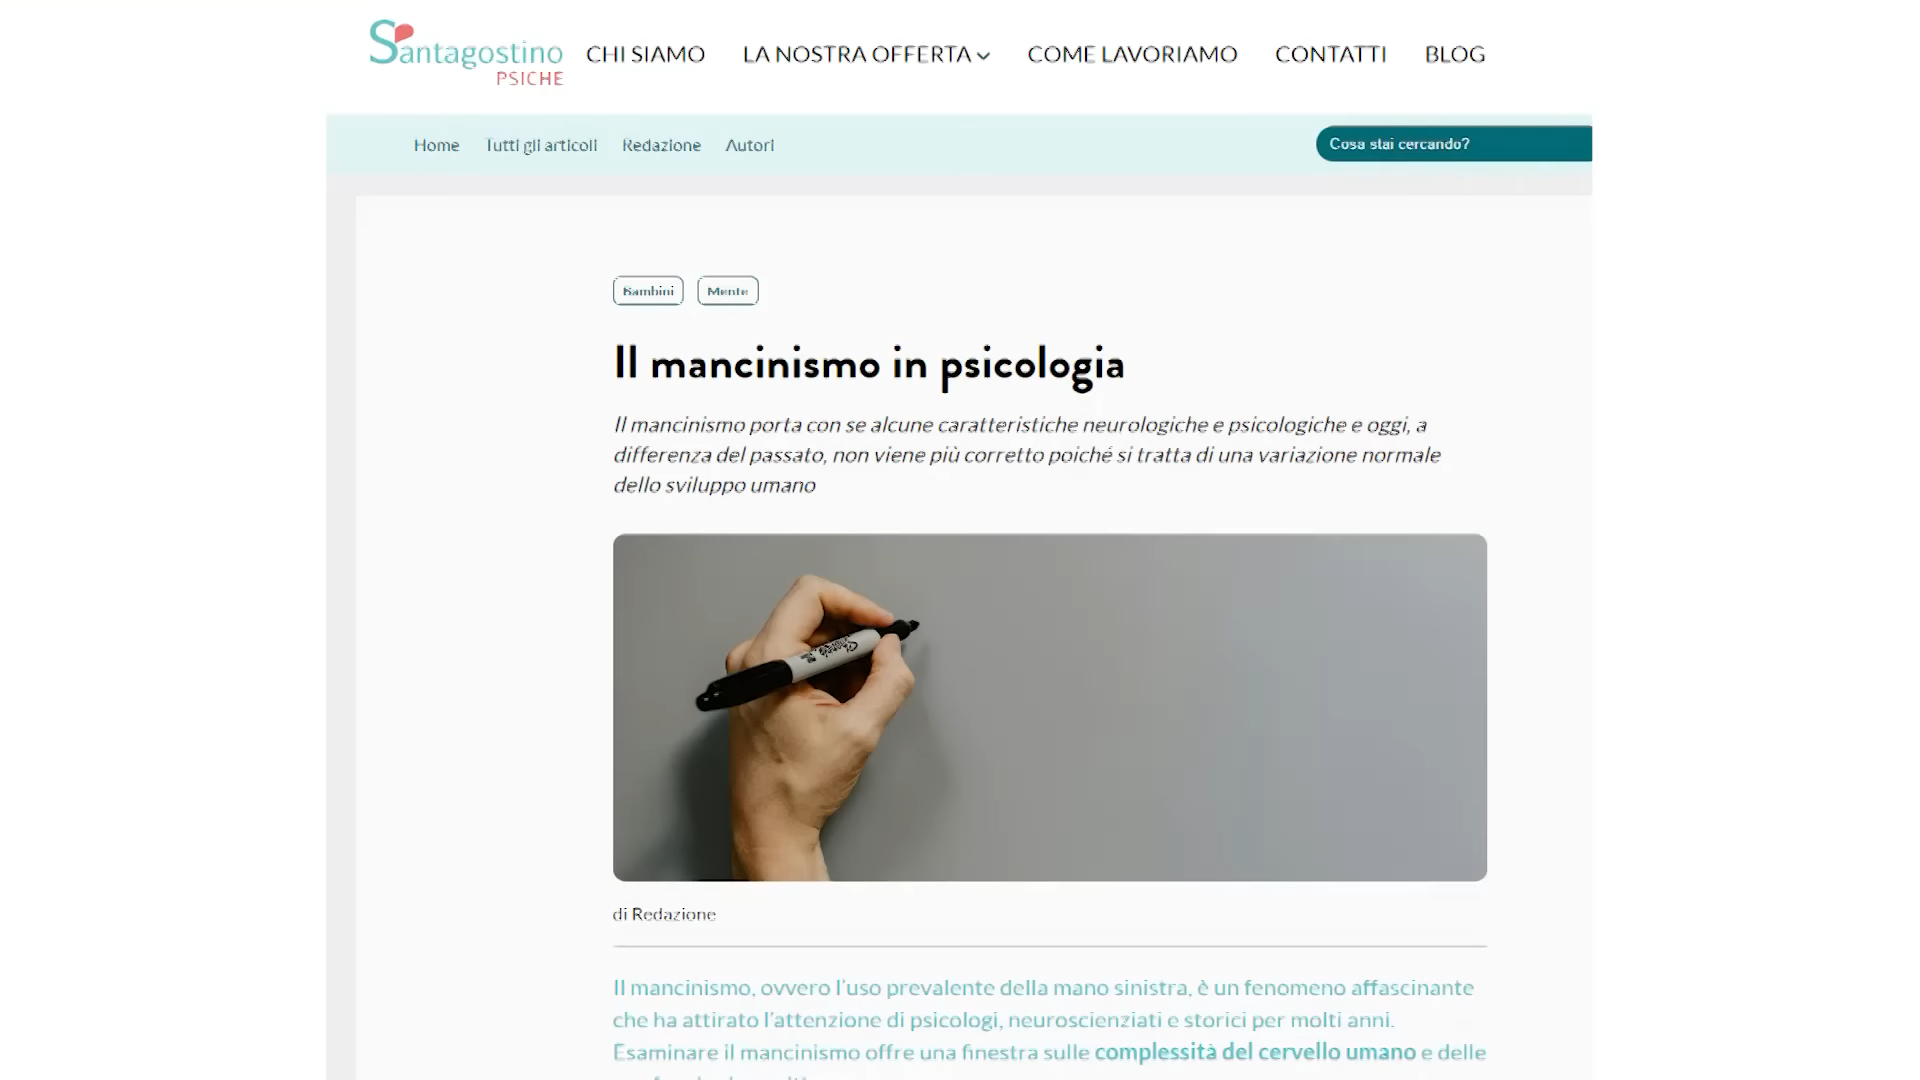 Santagostino
PSICHE
CHI SIAMO
LA NOSTRA OFFERTA
COME LAVORIAMO
CONTATTI
BLOG
Home
Tutti gli articoli
Redazione
Autori
Cosa stai cercando?
Bambini
Mente
Il mancinismo in psicologia
Il mancinismo porta con se alcune caratteristiche neurologiche e psicologiche e oggi, a
differenza del passato, non viene più corretto poiché si tratta di una variazione normale
dello sviluppo umano
Sharpie
di Redazione
Il mancinismo, ovvero l'uso prevalente della mano sinistra, è un fenomeno affascinante
che ha attirato l'attenzione di psicologi, neuroscienziati e storici per molti anni.
Esaminare il mancinismo offre una finestra sulle complessità del cervello umano e delle